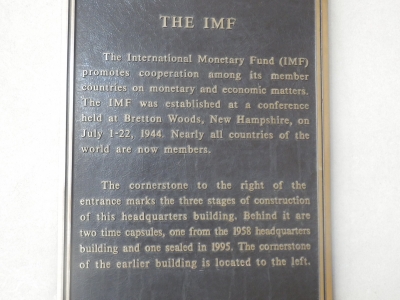 THE IMF
The International Monetary Fund (IMF)
promotes cooperation among its member
countries on monetary and economic matters.
The IMF was established at a conference
held at Bretton Woods, New Hampshire, on
July 1-22, 1944. Nearly all countries of the
world are now members.
The cornerstone to the right of the
entrance marks the three stages of construction
of this headquarters building. Behind it are
two time capsules, one from the 1958 headquarters
building and one sealed in 1995. The cornerstone
of the earlier building is located to the left.